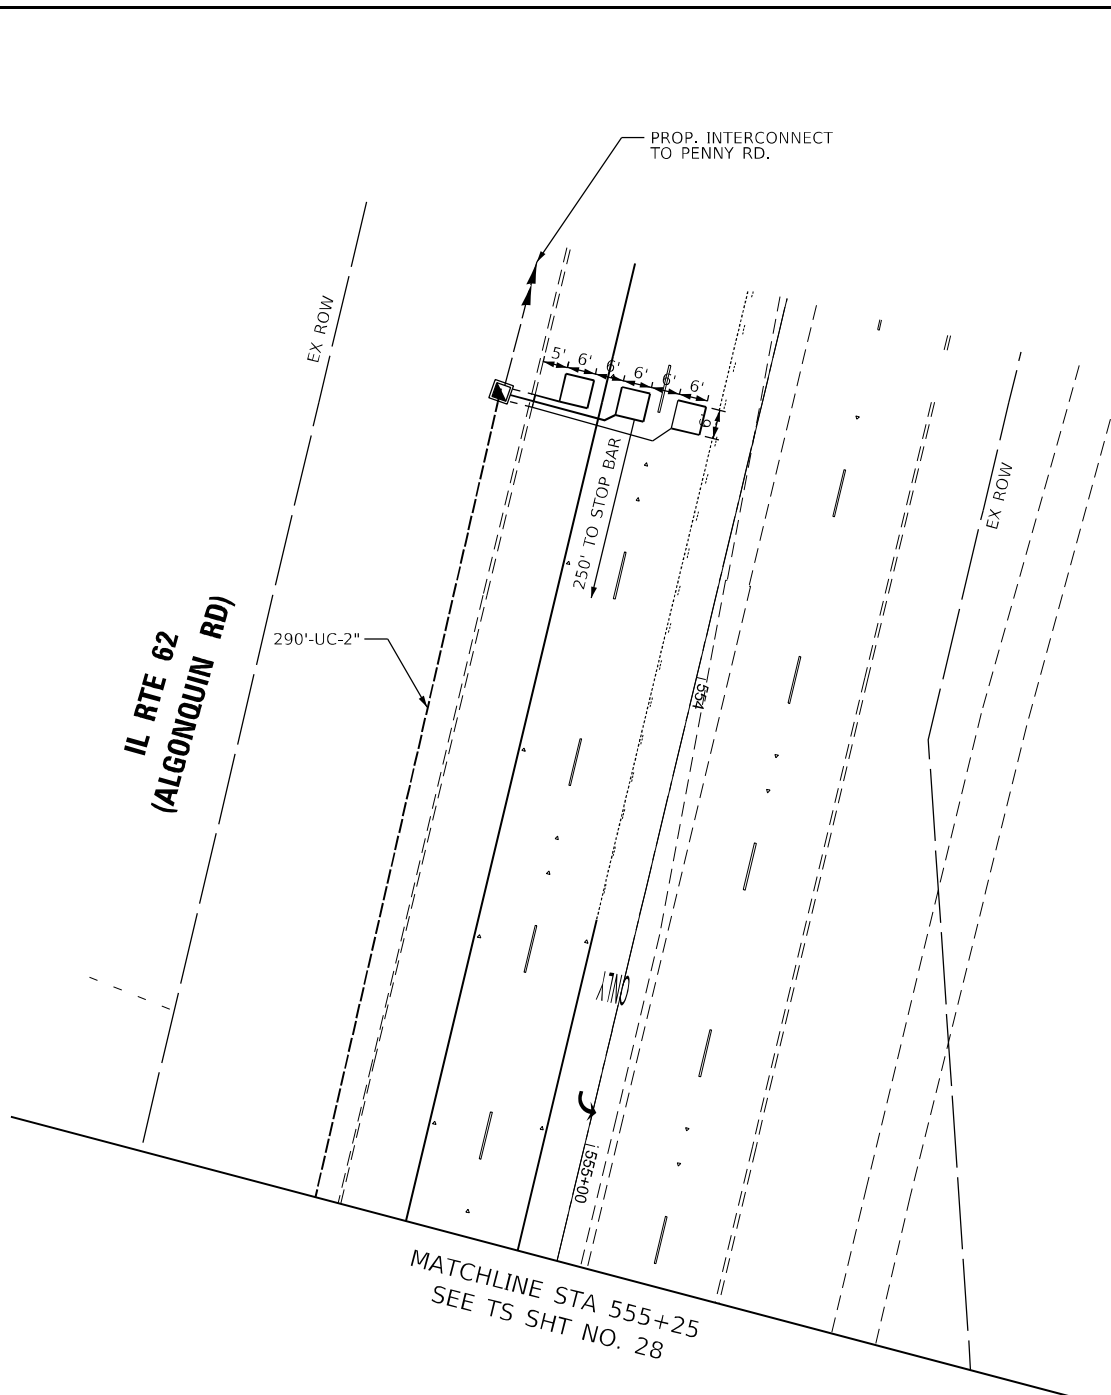 PROP. INTERCONNECT
TO PENNY RD.
EX ROW
5' 6' 6' 6' 6' 6'
6'
250' TO STOP BAR
EX ROW
290'-UC-2"
IL RTE 62
(ALGONQUIN RD)
554
555+00
MATCHLINE STA 555+25
SEE TS SHT NO. 28